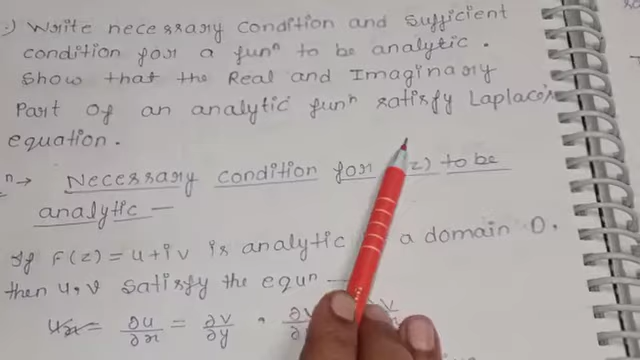 :) Write necessary condition and sufficient
condition for a funⁿ to be analytic.
Show that the Real and Imaginary
Part of an analytic funⁿ satisfy Laplace's
equation.
ⁿ→ Necessary condition for z) to be
analytic —
If F(z) = u+iv is analytic a domain D,
then u, v satisfy the equⁿ —
∂u/∂x = ∂v/∂y ,